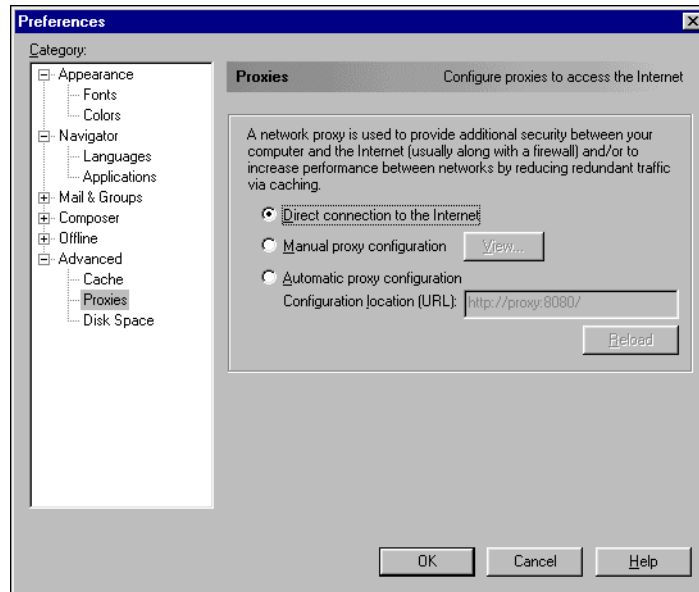 Preferences
Category:
Appearance
Fonts
Colors
Navigator
Languages
Applications
Mail & Groups
Composer
Offline
Advanced
Cache
Proxies
Disk Space
Proxies Configure proxies to access the Internet
A network proxy is used to provide additional security between your
computer and the Internet (usually along with a firewall) and/or to
increase performance between networks by reducing redundant traffic
via caching.
Direct connection to the Internet
Manual proxy configuration View...
Automatic proxy configuration
Configuration location (URL): http://proxy:8080/
Reload
OK Cancel Help